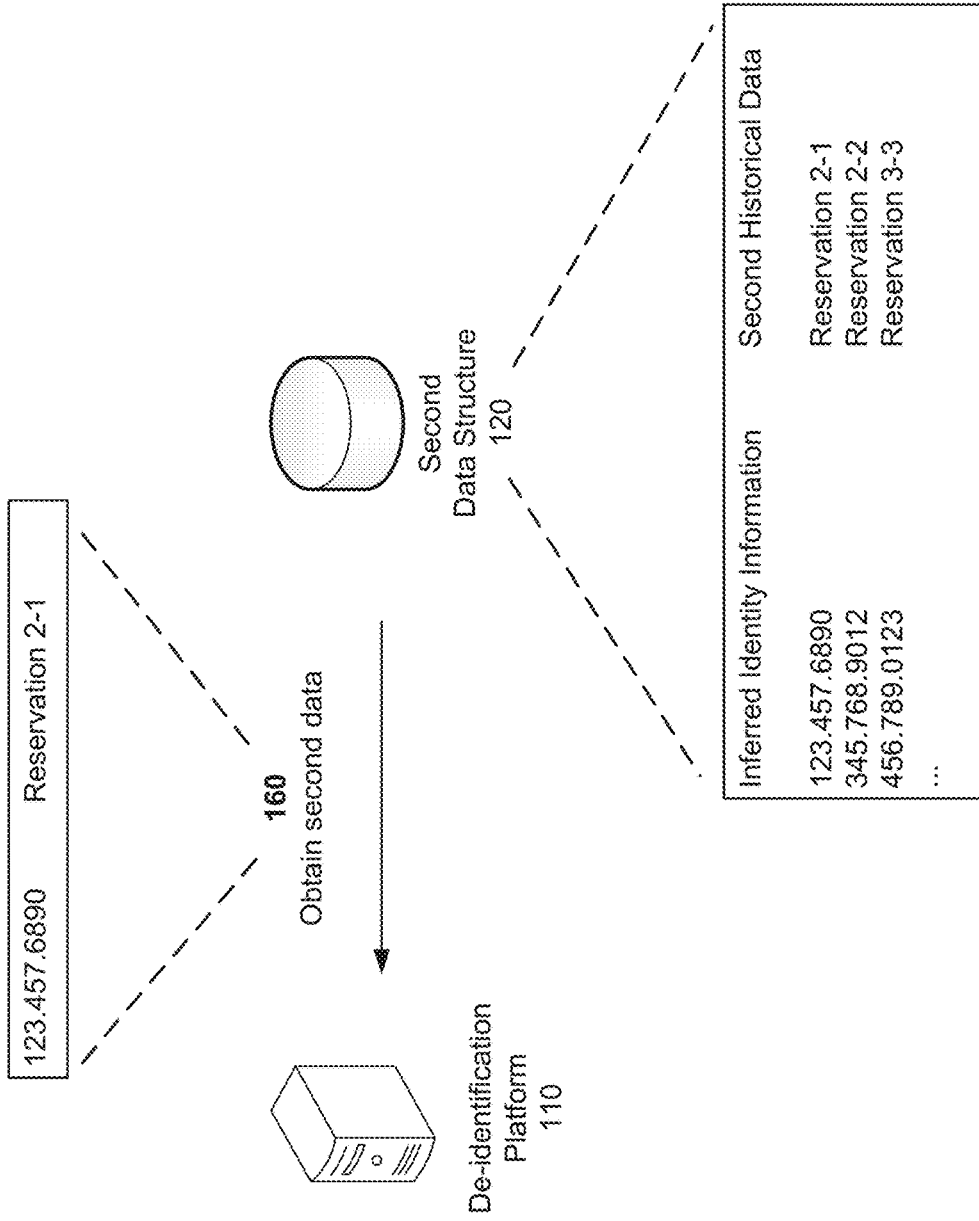 123.457.6890 Reservation 2-1
160
Obtain second data
De-identification
Platform
110
Second
Data Structure
120
Inferred Identity Information Second Historical Data
123.457.6890 Reservation 2-1
345.768.9012 Reservation 2-2
456.789.0123 Reservation 3-3
...